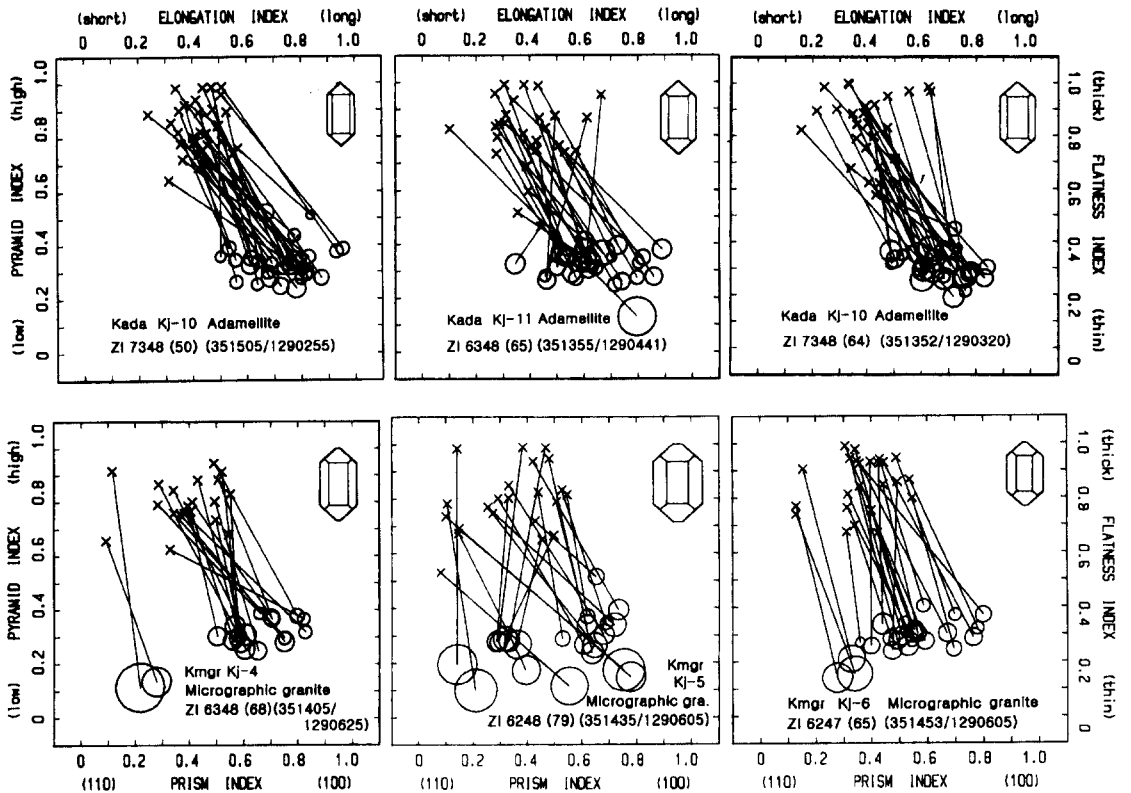 (short) ELONGATION INDEX (long) (short) ELONGATION INDEX (long) (short) ELONGATION INDEX (long)
0 0.2 0.4 0.6 0.8 1.0 0 0.2 0.4 0.6 0.8 1.0 0 0.2 0.4 0.6 0.8 1.0
(low) PYRAMID INDEX (high)
0 0.2 0.4 0.6 0.8 1.0
Kada Kj-10 Adamellite
ZI 7348 (50) (351505/1290255)
Kada Kj-11 Adamellite
ZI 6348 (65) (351355/1290441)
Kada Kj-10 Adamellite
ZI 7348 (64) (351352/1290320)
(thick) FLATNESS INDEX (thin)
1.0 0.8 0.6 0.4 0.2 0
(low) PYRAMID INDEX (high)
0 0.2 0.4 0.6 0.8 1.0
Kmgr Kj-4
Micrographic granite
ZI 6348 (68)(351405/
1290625)
Kmgr
Kj-5
Micrographic gra.
ZI 6248 (79) (351435/1290605)
Kmgr Kj-6 Micrographic granite
ZI 6247 (65) (351453/1290605)
(thick) FLATNESS INDEX (thin)
1.0 0.8 0.6 0.4 0.2 0
0 0.2 0.4 0.6 0.8 1.0 0 0.2 0.4 0.6 0.8 1.0 0 0.2 0.4 0.6 0.8 1.0
(110) PRISM INDEX (100) (110) PRISM INDEX (100) (110) PRISM INDEX (100)